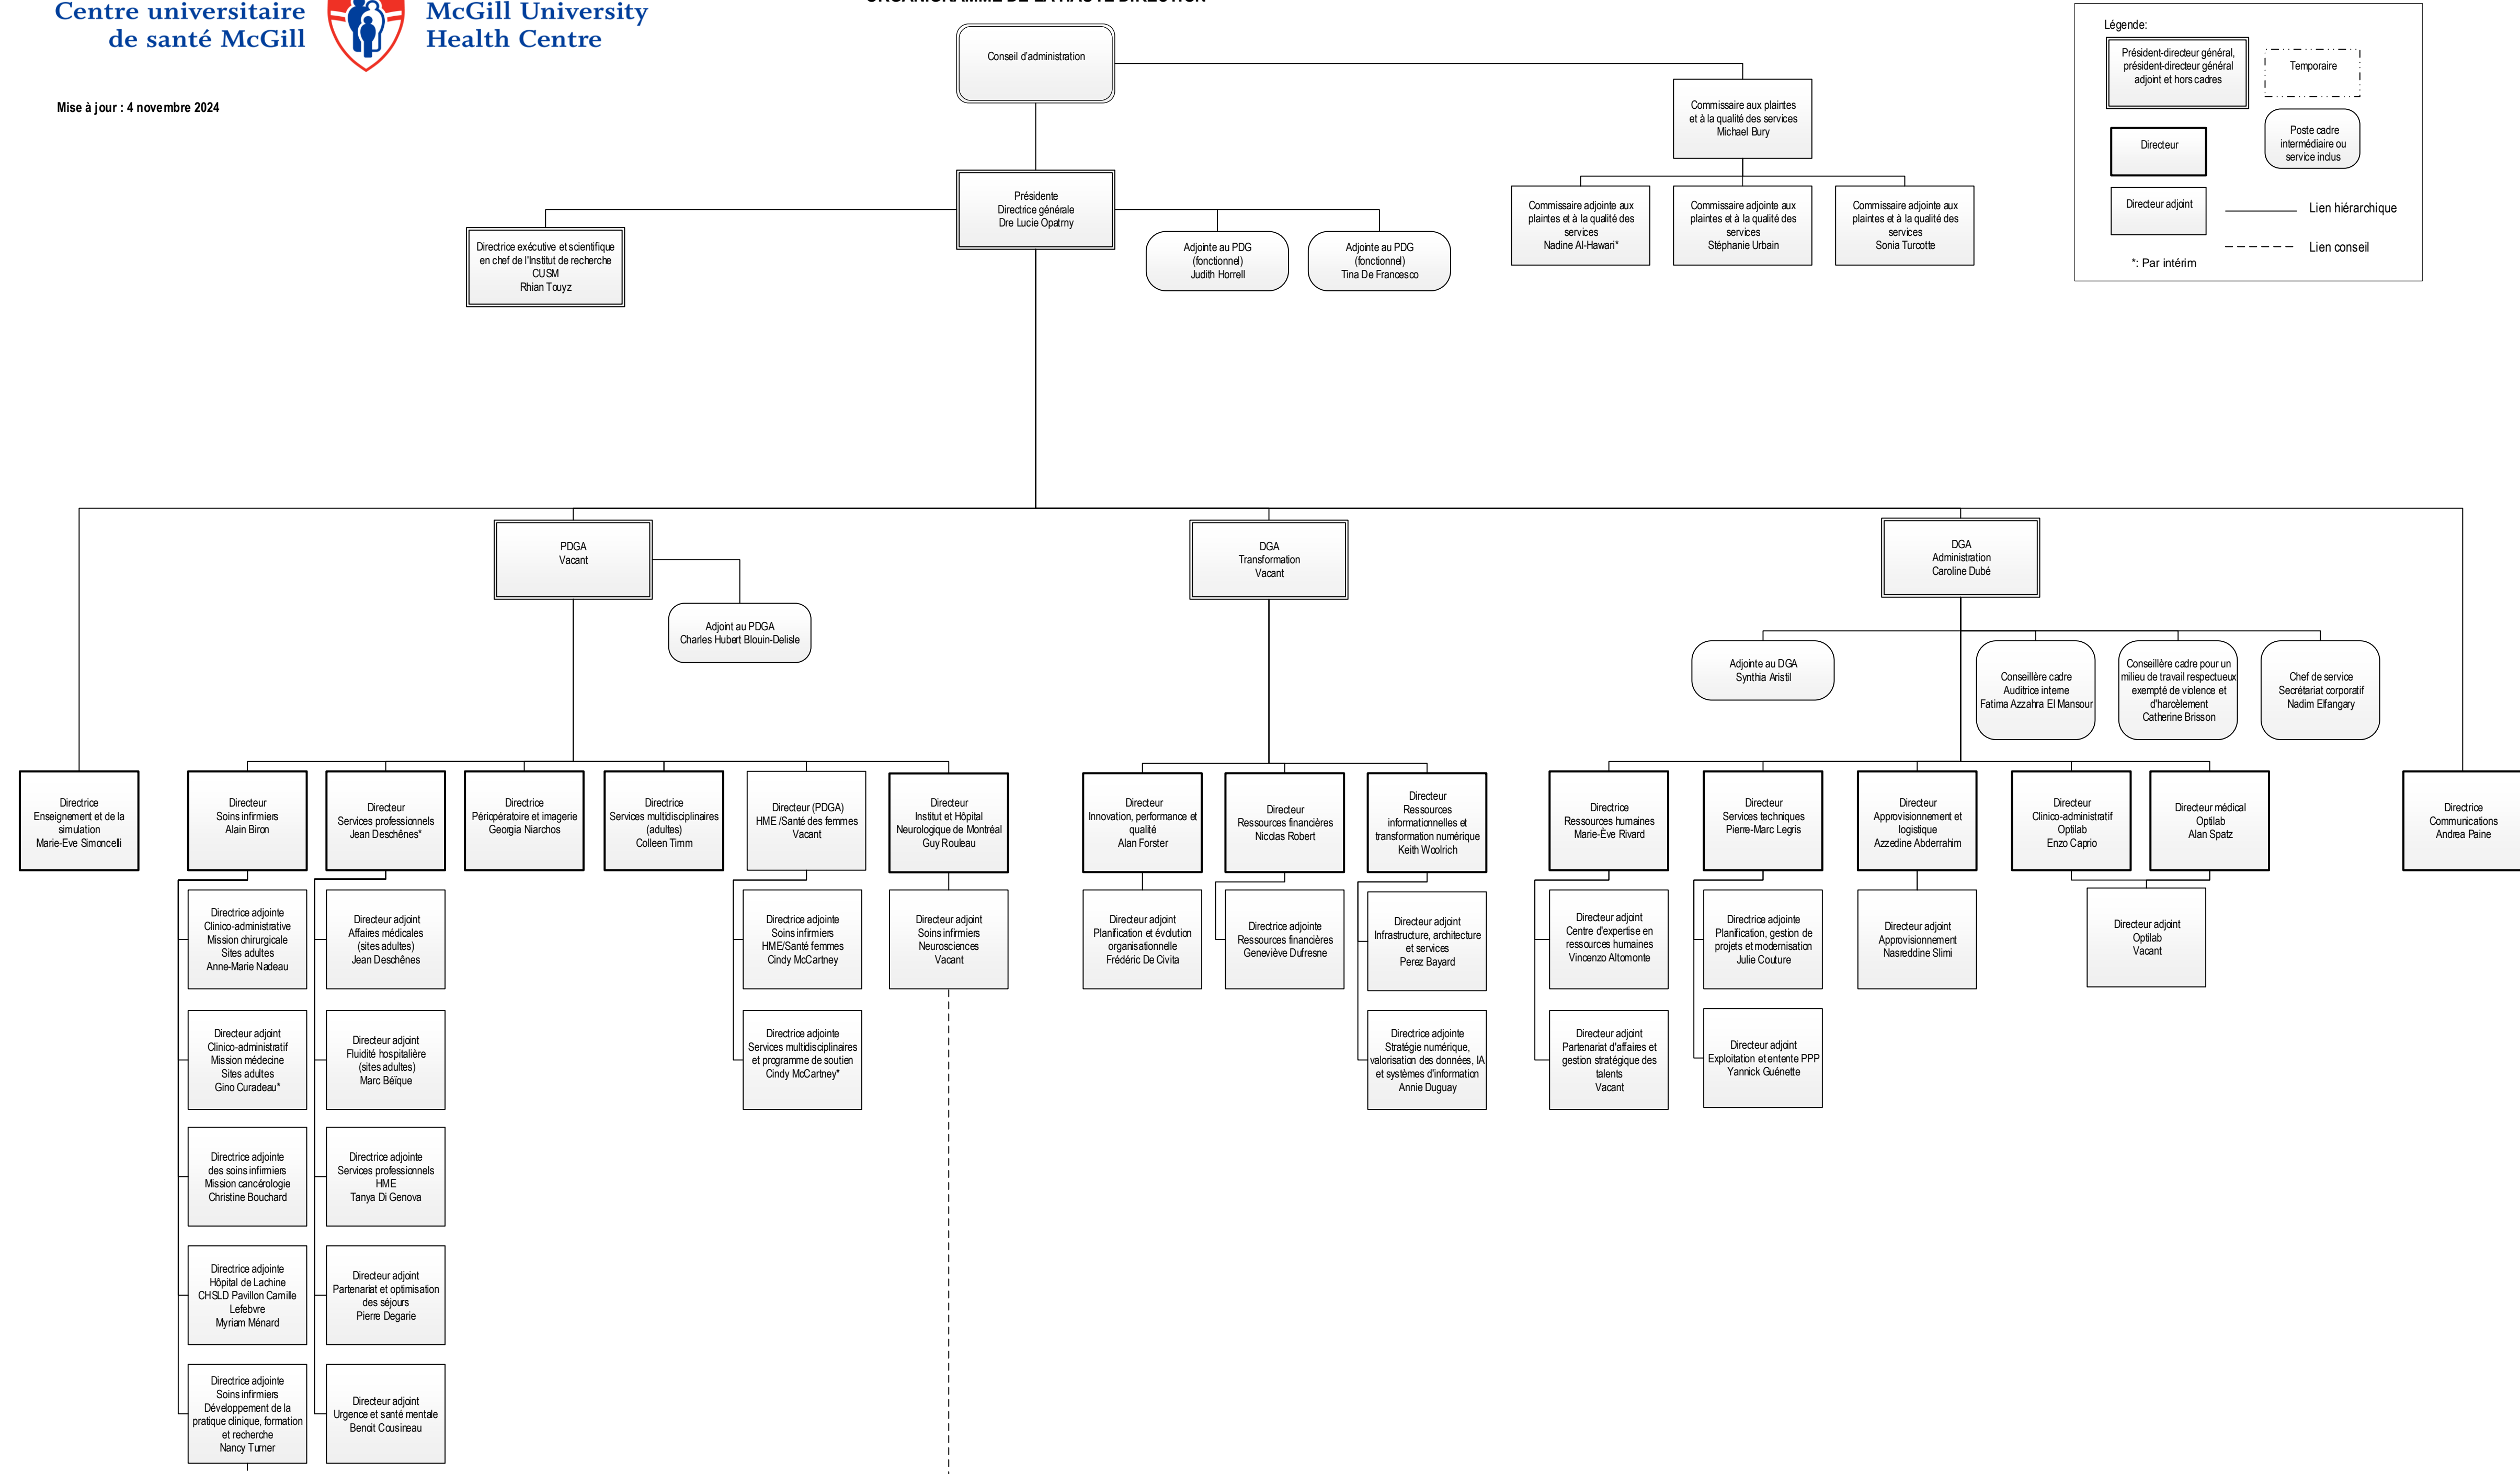 Centre universitaire
de santé McGill
McGill University
Health Centre
ORGANIGRAMME DE LA HAUTE DIRECTION
Mise à jour : 4 novembre 2024
Légende:
Président-directeur général,
président-directeur général
adjoint et hors cadres
Temporaire
Directeur
Poste cadre
intermédiaire ou
service inclus
Directeur adjoint
Lien hiérarchique
Lien conseil
*: Par intérim
Conseil d'administration
Commissaire aux plaintes
et à la qualité des services
Michael Bury
Commissaire adjointe aux
plaintes et à la qualité des
services
Nadine Al-Hawari*
Commissaire adjointe aux
plaintes et à la qualité des
services
Stéphanie Urbain
Commissaire adjointe aux
plaintes et à la qualité des
services
Sonia Turcotte
Présidente
Directrice générale
Dre Lucie Opatrny
Directrice exécutive et scientifique
en chef de l'Institut de recherche
CUSM
Rhian Touyz
Adjointe au PDG
(fonctionnel)
Judith Horrell
Adjointe au PDG
(fonctionnel)
Tina De Francesco
PDGA
Vacant
Adjoint au PDGA
Charles Hubert Blouin-Delisle
DGA
Transformation
Vacant
DGA
Administration
Caroline Dubé
Adjointe au DGA
Synthia Aristil
Conseillère cadre
Auditrice interne
Fatima Azzahra El Mansour
Conseillère cadre pour un
milieu de travail respectueux
exempté de violence et
d'harcèlement
Catherine Brisson
Chef de service
Secrétariat corporatif
Nadim Elfangary
Directrice
Enseignement et de la
simulation
Marie-Eve Simoncelli
Directeur
Soins infirmiers
Alain Biron
Directeur
Services professionnels
Jean Deschênes*
Directrice
Périopératoire et imagerie
Georgia Niarchos
Directrice
Services multidisciplinaires
(adultes)
Colleen Timm
Directeur (PDGA)
HME /Santé des femmes
Vacant
Directeur
Institut et Hôpital
Neurologique de Montréal
Guy Rouleau
Directeur
Innovation, performance et
qualité
Alan Forster
Directeur
Ressources financières
Nicolas Robert
Directeur
Ressources
informationnelles et
transformation numérique
Keith Woolrich
Directrice
Ressources humaines
Marie-Ève Rivard
Directeur
Services techniques
Pierre-Marc Legris
Directeur
Approvisionnement et
logistique
Azzedine Abderrahim
Directeur
Clinico-administratif
Optilab
Enzo Caprio
Directeur médical
Optilab
Alan Spatz
Directrice
Communications
Andrea Paine
Directrice adjointe
Clinico-administrative
Mission chirurgicale
Sites adultes
Anne-Marie Nadeau
Directeur adjoint
Affaires médicales
(sites adultes)
Jean Deschênes
Directrice adjointe
Soins infirmiers
HME/Santé femmes
Cindy McCartney
Directeur adjoint
Soins infirmiers
Neurosciences
Vacant
Directeur adjoint
Planification et évolution
organisationnelle
Frédéric De Civita
Directrice adjointe
Ressources financières
Geneviève Dufresne
Directeur adjoint
Infrastructure, architecture
et services
Perez Bayard
Directeur adjoint
Centre d'expertise en
ressources humaines
Vincenzo Altomonte
Directrice adjointe
Planification, gestion de
projets et modernisation
Julie Couture
Directeur adjoint
Approvisionnement
Nasreddine Slimi
Directeur adjoint
Optilab
Vacant
Directeur adjoint
Clinico-administratif
Mission médecine
Sites adultes
Gino Curadeau*
Directeur adjoint
Fluidité hospitalière
(sites adultes)
Marc Béïque
Directrice adjointe
Services multidisciplinaires
et programme de soutien
Cindy McCartney*
Directrice adjointe
Stratégie numérique,
valorisation des données, IA
et systèmes d'information
Annie Duguay
Directeur adjoint
Partenariat d'affaires et
gestion stratégique des
talents
Vacant
Directeur adjoint
Exploitation et entente PPP
Yannick Guénette
Directrice adjointe
des soins infirmiers
Mission cancérologie
Christine Bouchard
Directrice adjointe
Services professionnels
HME
Tanya Di Genova
Directrice adjointe
Hôpital de Lachine
CHSLD Pavillon Camille
Lefebvre
Myriam Ménard
Directeur adjoint
Partenariat et optimisation
des séjours
Pierre Degarie
Directrice adjointe
Soins infirmiers
Développement de la
pratique clinique, formation
et recherche
Nancy Turner
Directeur adjoint
Urgence et santé mentale
Benoit Cousineau